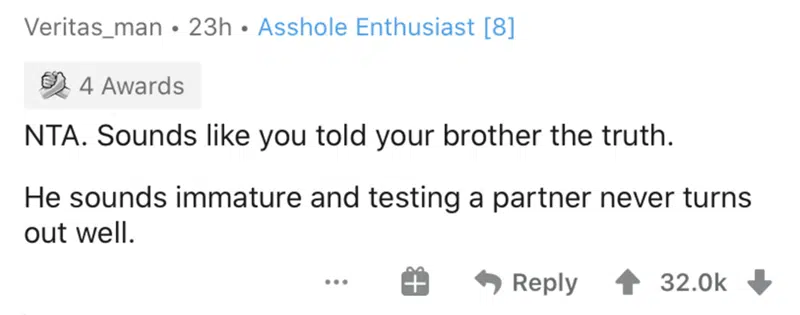 Veritas_man • 23h • Asshole Enthusiast [8]
4 Awards
NTA. Sounds like you told your brother the truth.
He sounds immature and testing a partner never turns
out well.
Reply 32.0k